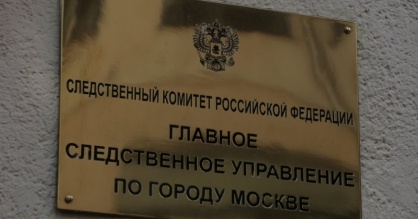 СЛЕДСТВЕННЫЙ КОМИТЕТ РОССИЙСКОЙ ФЕДЕРАЦИИ
ГЛАВНОЕ
СЛЕДСТВЕННОЕ УПРАВЛЕНИЕ
ПО ГОРОДУ МОСКВЕ